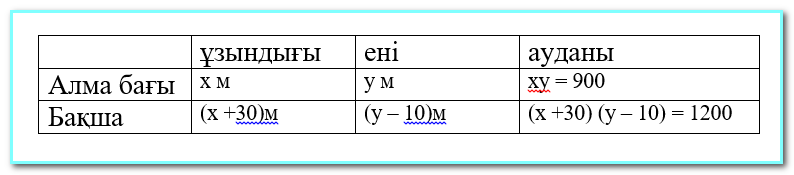 ұзындығы ені ауданы
Алма бағы х м у м ху = 900
Бақша (х +30)м (у – 10)м (х +30) (у – 10) = 1200